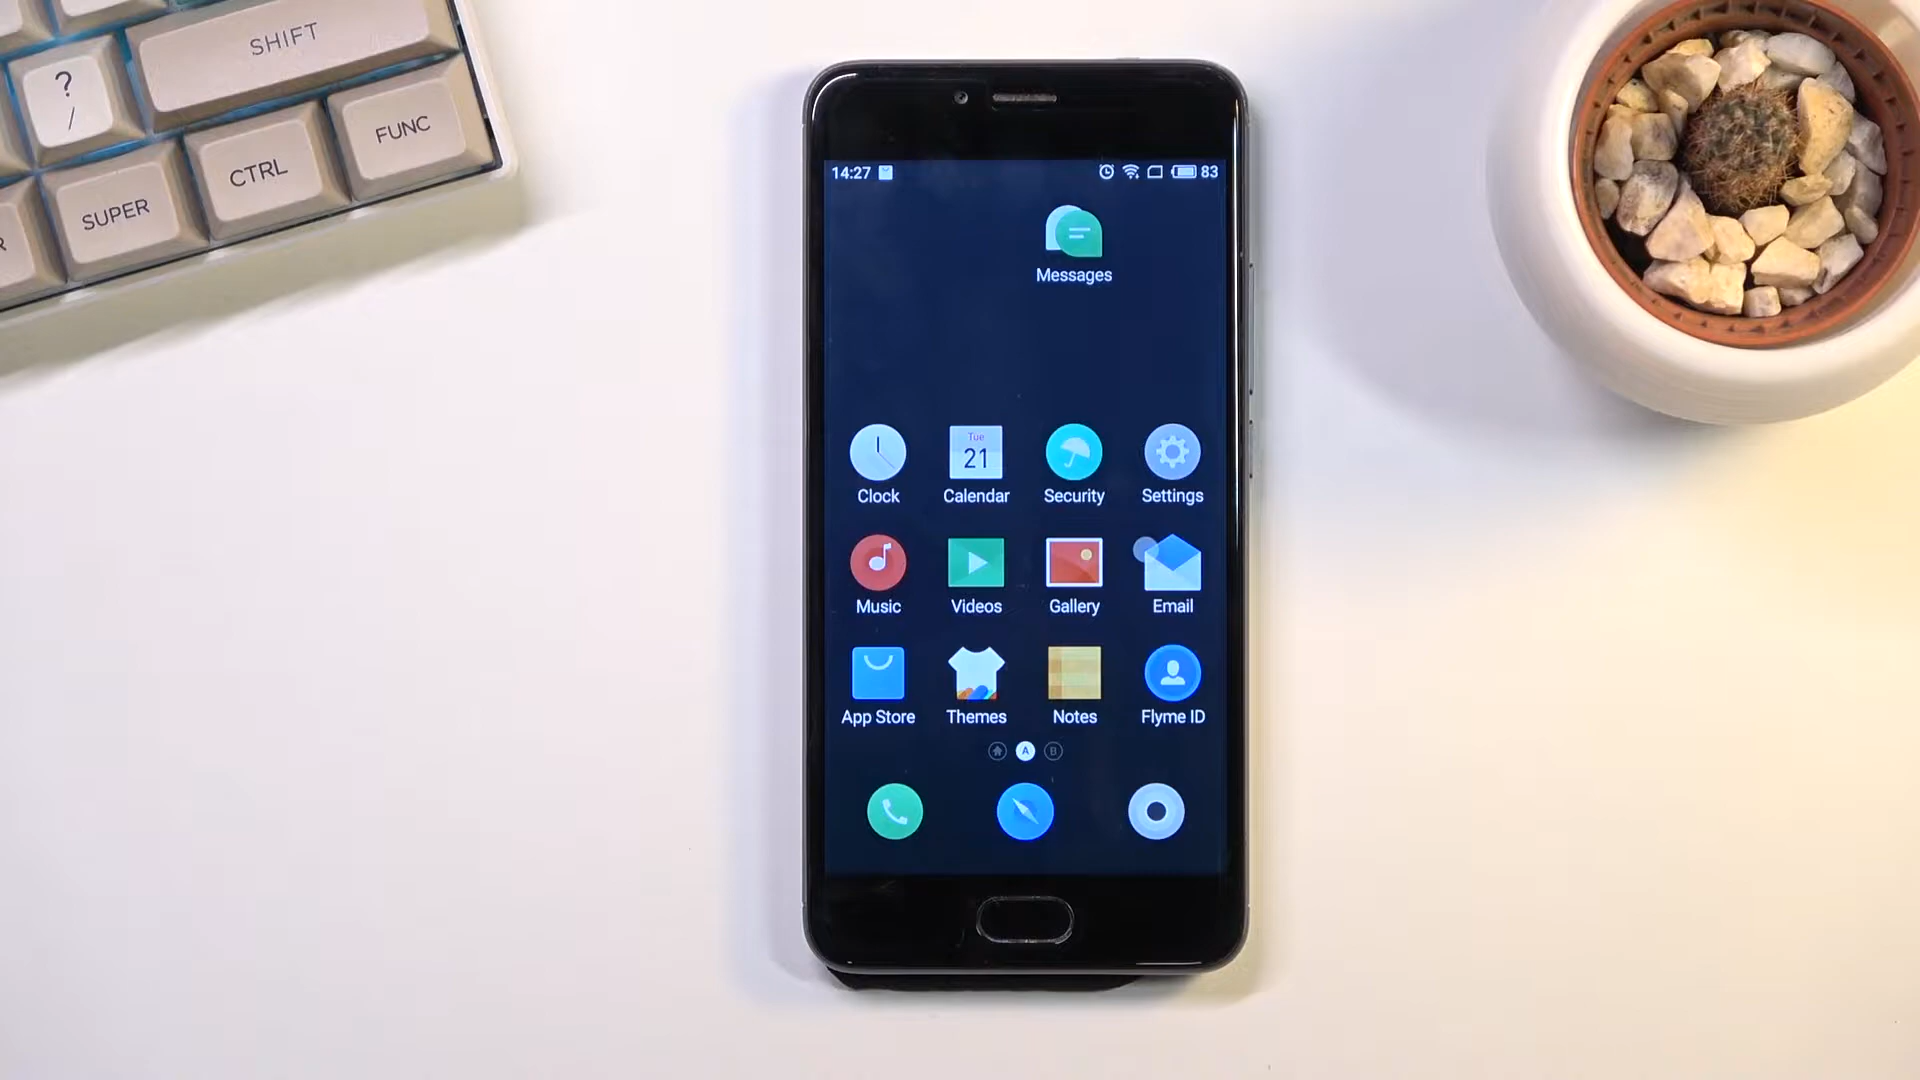 SHIFT
?
/
FUNC
CTRL
SUPER
R
14:27
83
Messages
Tue
21
Clock Calendar Security Settings
Music Videos Gallery Email
App Store Themes Notes Flyme ID
A B